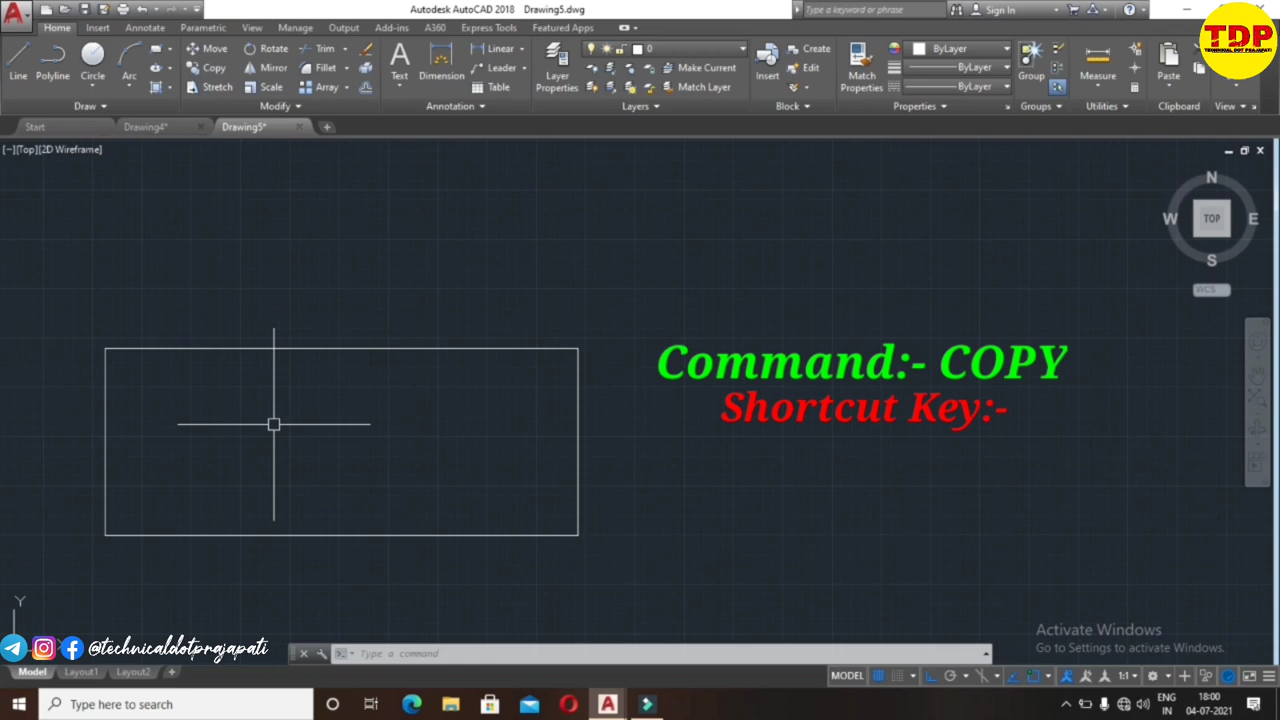 Autodesk AutoCAD 2018 Drawing5.dwg
Type a keyword or phrase
Sign In
TDP
TECHNICAL DOT PRAJAPATI
Home Insert Annotate Parametric View Manage Output Add-ins A360 Express Tools Featured Apps
Line Polyline Circle Arc
Move Rotate Trim
Copy Mirror Fillet
Stretch Scale Array
Text Dimension
Linear
Leader
Table
Layer Properties
0
Make Current
Match Layer
Insert
Create
Edit
Match Properties
ByLayer
ByLayer
ByLayer
Group
Measure
Paste
Draw Modify Annotation Layers Block Properties Groups Utilities Clipboard View
Start Drawing4* Drawing5*
[−][Top][2D Wireframe]
N
W TOP E
S
WCS
Command:- COPY
Shortcut Key:-
Y
Activate Windows
Go to Settings to activate Windows.
@technicaldotprajapati
Type a command
Model Layout1 Layout2
MODEL 1:1
Type here to search
ENG
IN
18:00
04-07-2021